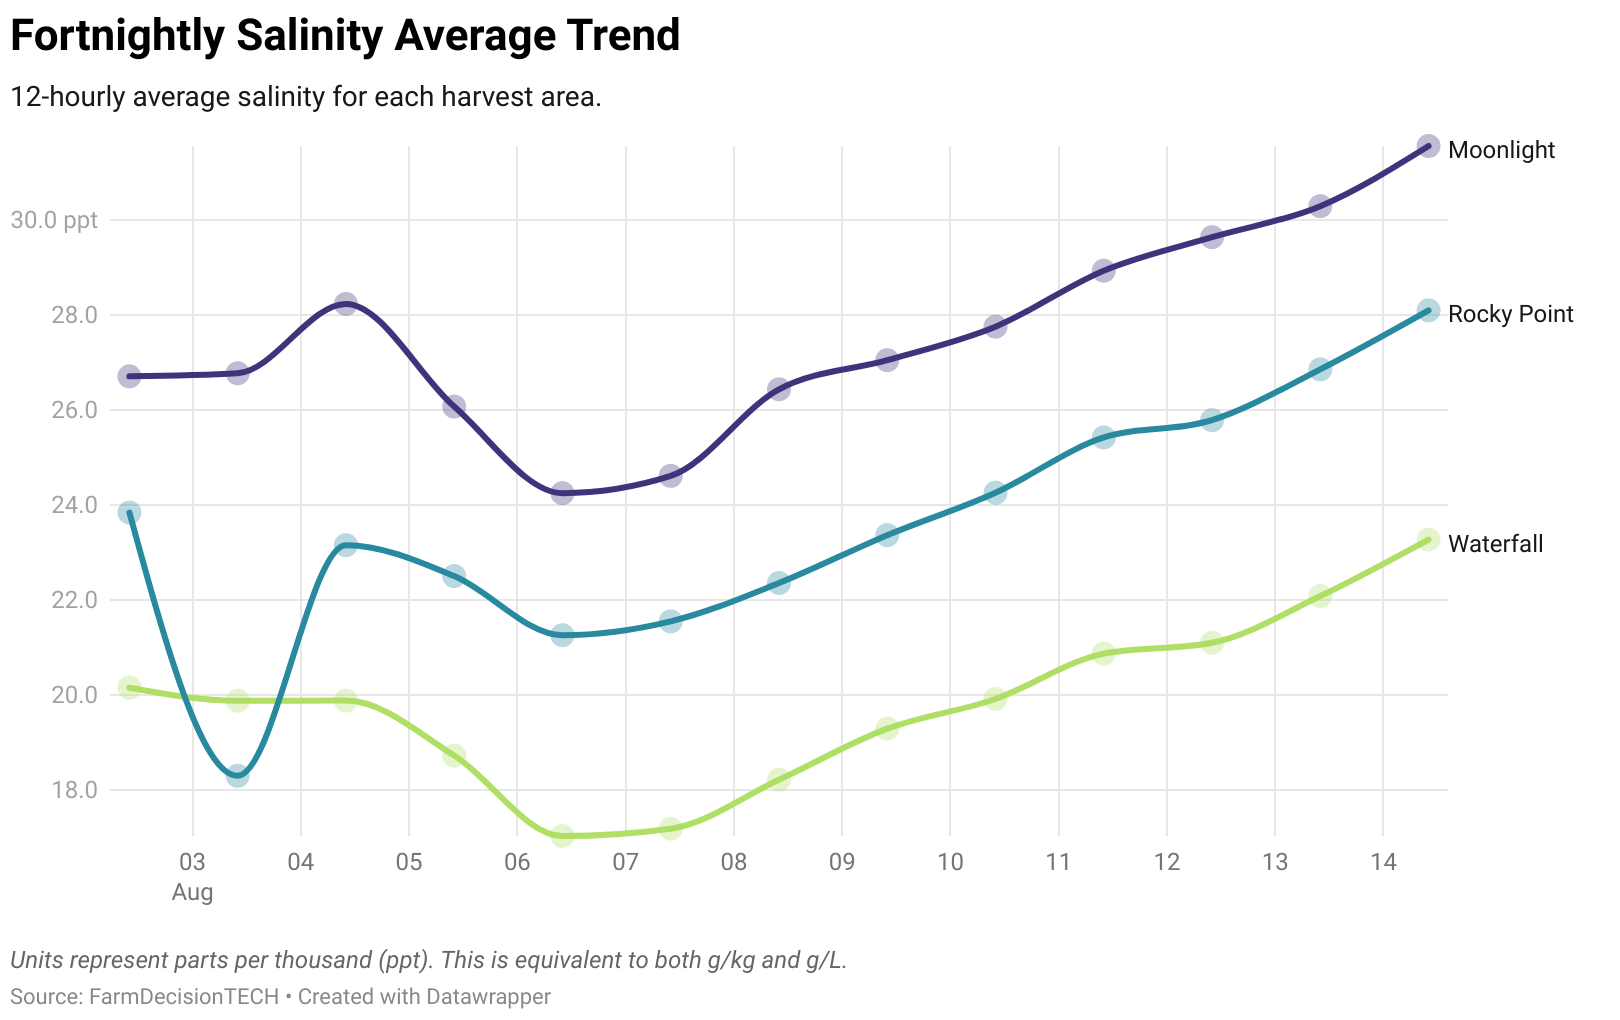 Fortnightly Salinity Average Trend
12-hourly average salinity for each harvest area.
Moonlight
30.0 ppt
28.0
Rocky Point
26.0
24.0
Waterfall
22.0
20.0
18.0
03 04 05 06 07 08 09 10 11 12 13 14
Aug
Units represent parts per thousand (ppt). This is equivalent to both g/kg and g/L.
Source: FarmDecisionTECH • Created with Datawrapper